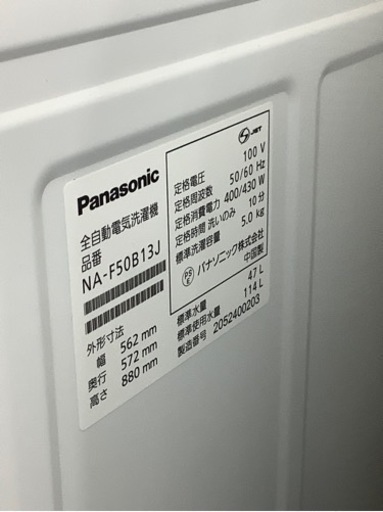 Panasonic
全自動電気洗濯機
品番
NA-F50B13J
外形寸法
幅 562 mm
奥行 572 mm
高さ 880 mm
JET
定格電圧 100 V
定格周波数 50/60 Hz
定格消費電力 400/430 W
定格時間 洗いのみ 10分
標準洗濯容量 5.0 kg
PS
E
パナソニック株式会社
中国製
標準水量 47 L
標準使用水量 114 L
製造番号 2052400203